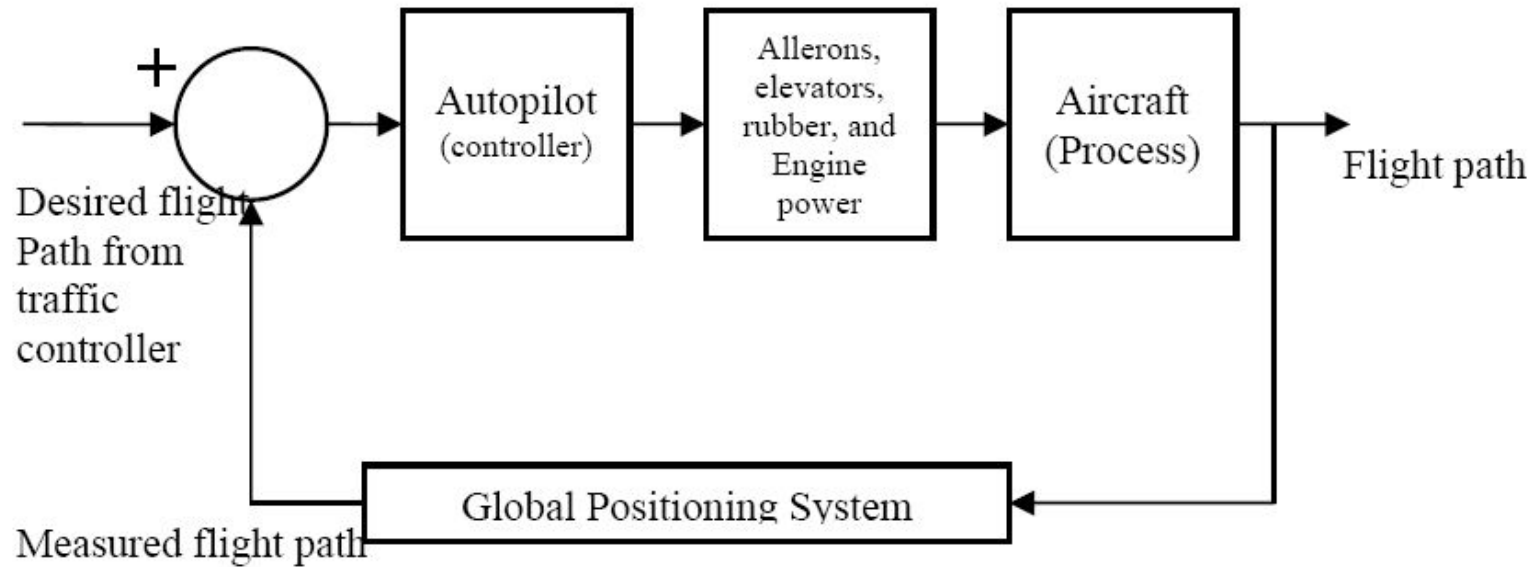 +
Autopilot
(controller)
Allerons,
elevators,
rubber, and
Engine
power
Aircraft
(Process)
Flight path
Desired flight
Path from
traffic
controller
Global Positioning System
Measured flight path